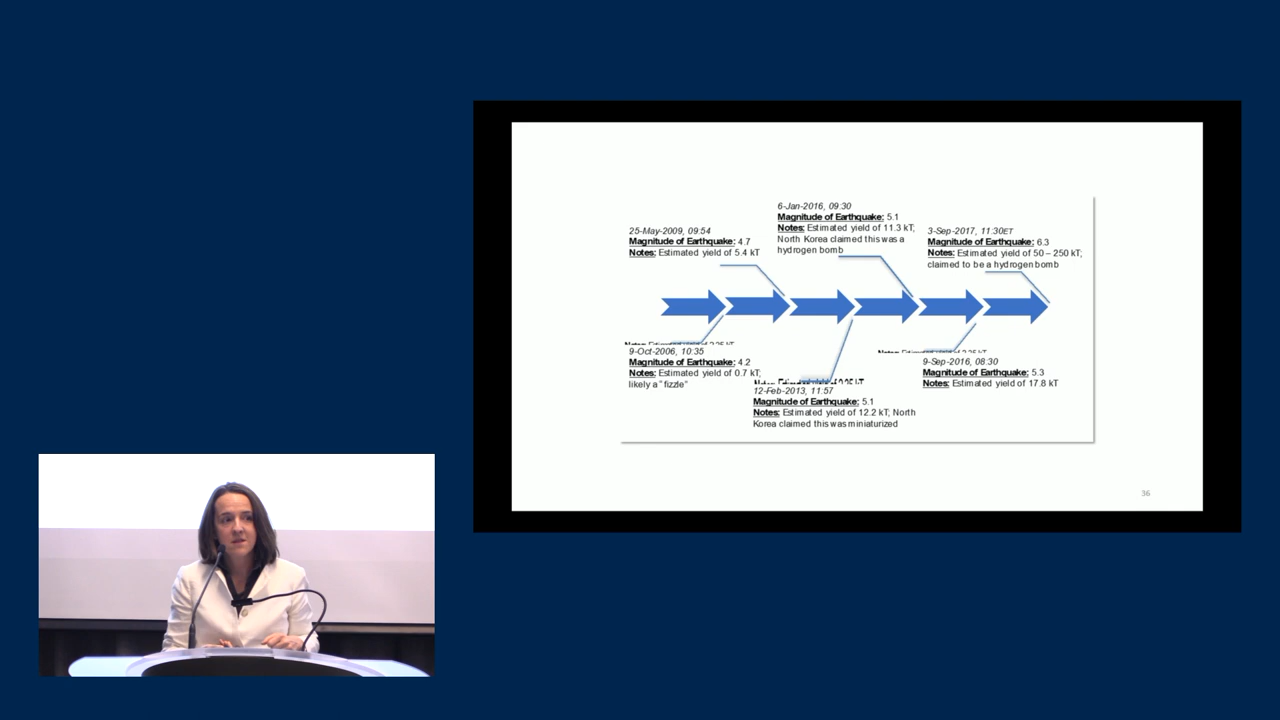 6-Jan-2016, 09:30
Magnitude of Earthquake: 5.1
Notes: Estimated yield of 11.3 kT;
North Korea claimed this was a
hydrogen bomb
25-May-2009, 09:54
Magnitude of Earthquake: 4.7
Notes: Estimated yield of 5.4 kT
3-Sep-2017, 11:30ET
Magnitude of Earthquake: 6.3
Notes: Estimated yield of 50 – 250 kT;
claimed to be a hydrogen bomb
9-Oct-2006, 10:35
Magnitude of Earthquake: 4.2
Notes: Estimated yield of 0.7 kT;
likely a "fizzle"
12-Feb-2013, 11:57
Magnitude of Earthquake: 5.1
Notes: Estimated yield of 12.2 kT; North
Korea claimed this was miniaturized
9-Sep-2016, 08:30
Magnitude of Earthquake: 5.3
Notes: Estimated yield of 17.8 kT
36